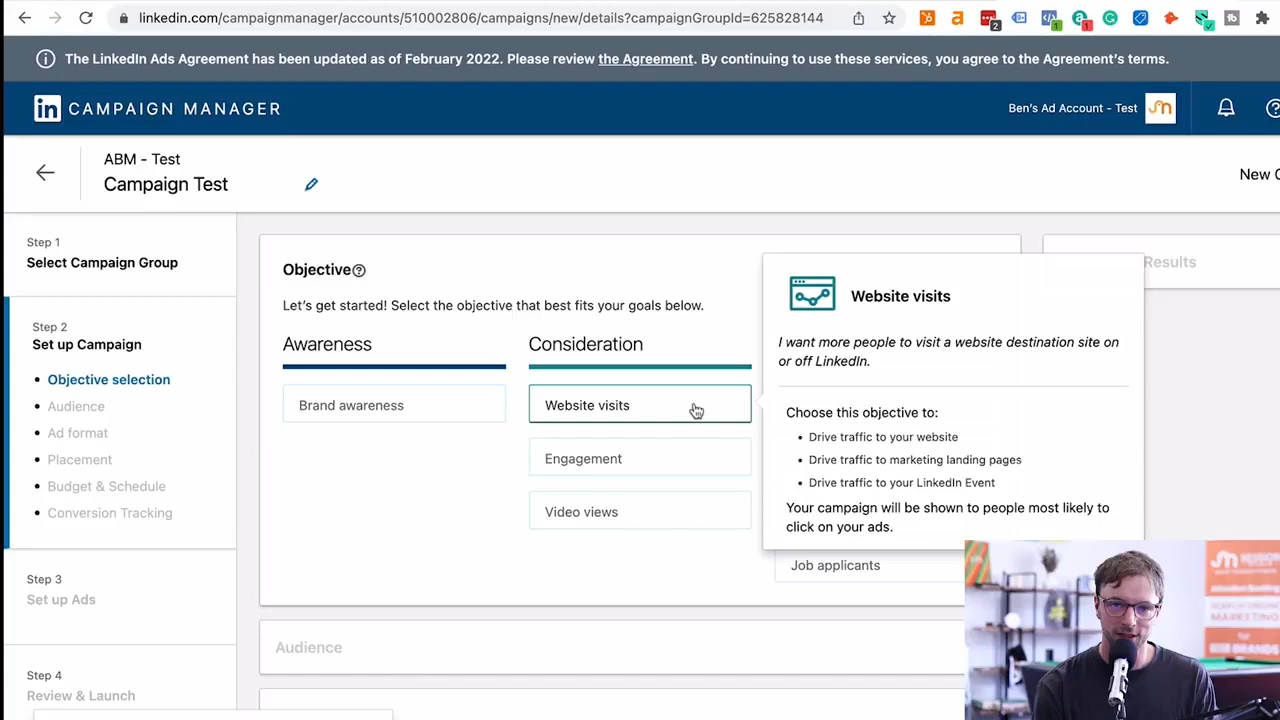 linkedin.com/campaignmanager/accounts/510002806/campaigns/new/details?campaignGroupId=625828144
2
1
1
The LinkedIn Ads Agreement has been updated as of February 2022. Please review the Agreement. By continuing to use these services, you agree to the Agreement's terms.
in CAMPAIGN MANAGER
Ben's Ad Account - Test
ABM - Test
Campaign Test
New C
Step 1
Select Campaign Group
Step 2
Set up Campaign
• Objective selection
• Audience
• Ad format
• Placement
• Budget & Schedule
• Conversion Tracking
Step 3
Set up Ads
Step 4
Review & Launch
Objective
Let's get started! Select the objective that best fits your goals below.
Awareness
Brand awareness
Consideration
Website visits
Engagement
Video views
Job applicants
Results
Website visits
I want more people to visit a website destination site on
or off LinkedIn.
Choose this objective to:
• Drive traffic to your website
• Drive traffic to marketing landing pages
• Drive traffic to your LinkedIn Event
Your campaign will be shown to people most likely to
click on your ads.
Audience
MARKETING
BRANDS